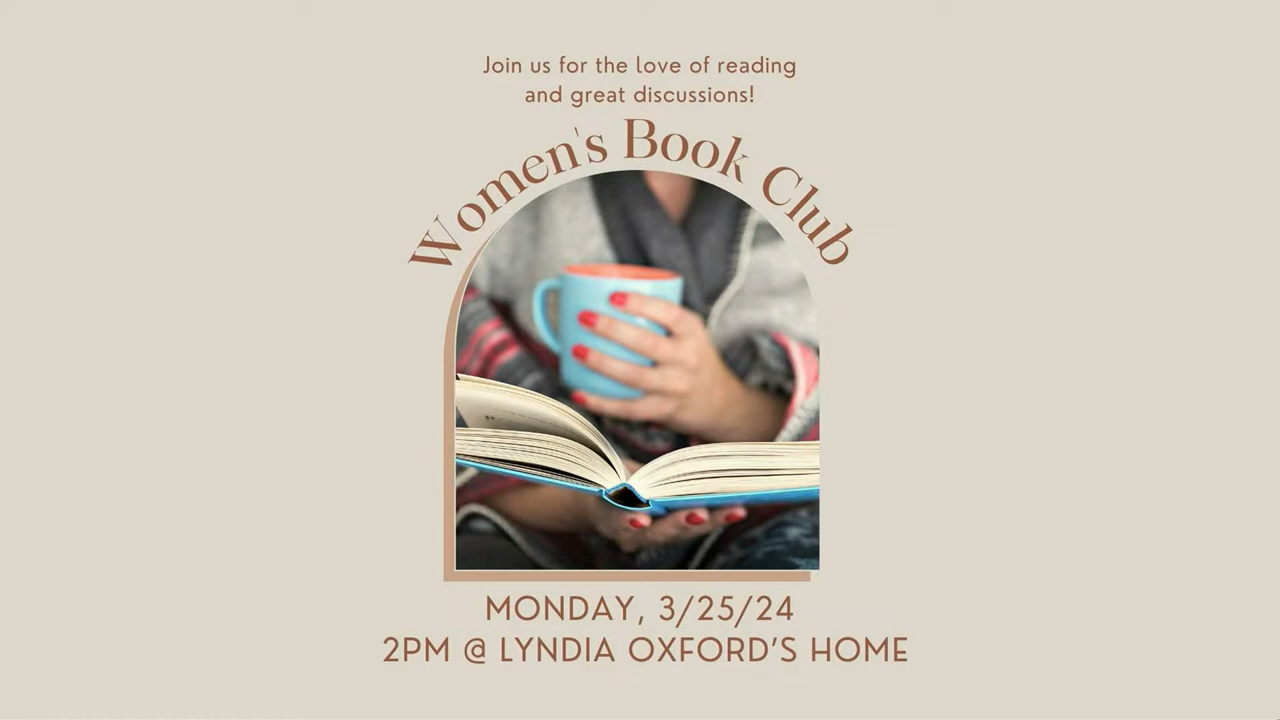 Join us for the love of reading
and great discussions!
Women's Book Club
MONDAY, 3/25/24
2PM @ LYNDIA OXFORD'S HOME